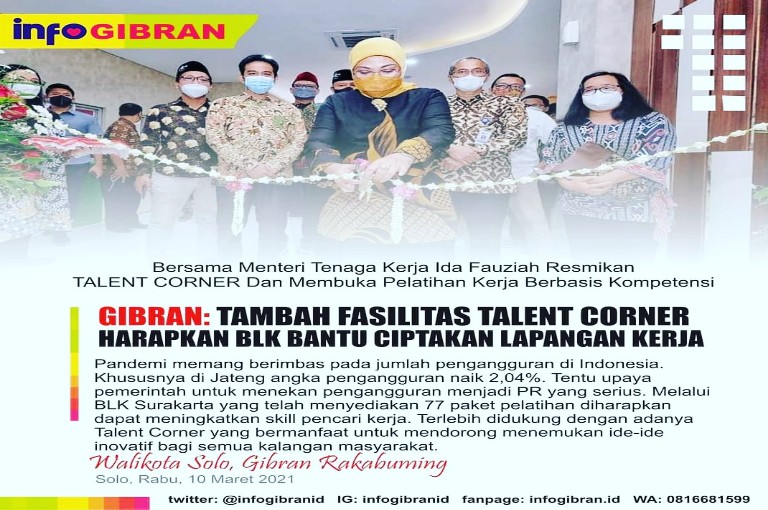 infoGIBRAN
Bersama Menteri Tenaga Kerja Ida Fauziah Resmikan
TALENT CORNER Dan Membuka Pelatihan Kerja Berbasis Kompetensi
GIBRAN: TAMBAH FASILITAS TALENT CORNER
HARAPKAN BLK BANTU CIPTAKAN LAPANGAN KERJA
Pandemi memang berimbas pada jumlah pengangguran di Indonesia.
Khususnya di Jateng angka pengangguran naik 2,04%. Tentu upaya
pemerintah untuk menekan pengangguran menjadi PR yang serius. Melalui
BLK Surakarta yang telah menyediakan 77 paket pelatihan diharapkan
dapat meningkatkan skill pencari kerja. Terlebih didukung dengan adanya
Talent Corner yang bermanfaat untuk mendorong menemukan ide-ide
inovatif bagi semua kalangan masyarakat.
Walikota Solo, Gibran Rakabuming
Solo, Rabu, 10 Maret 2021
twitter: @infogibranid IG: infogibranid fanpage: infogibran.id WA: 0816681599